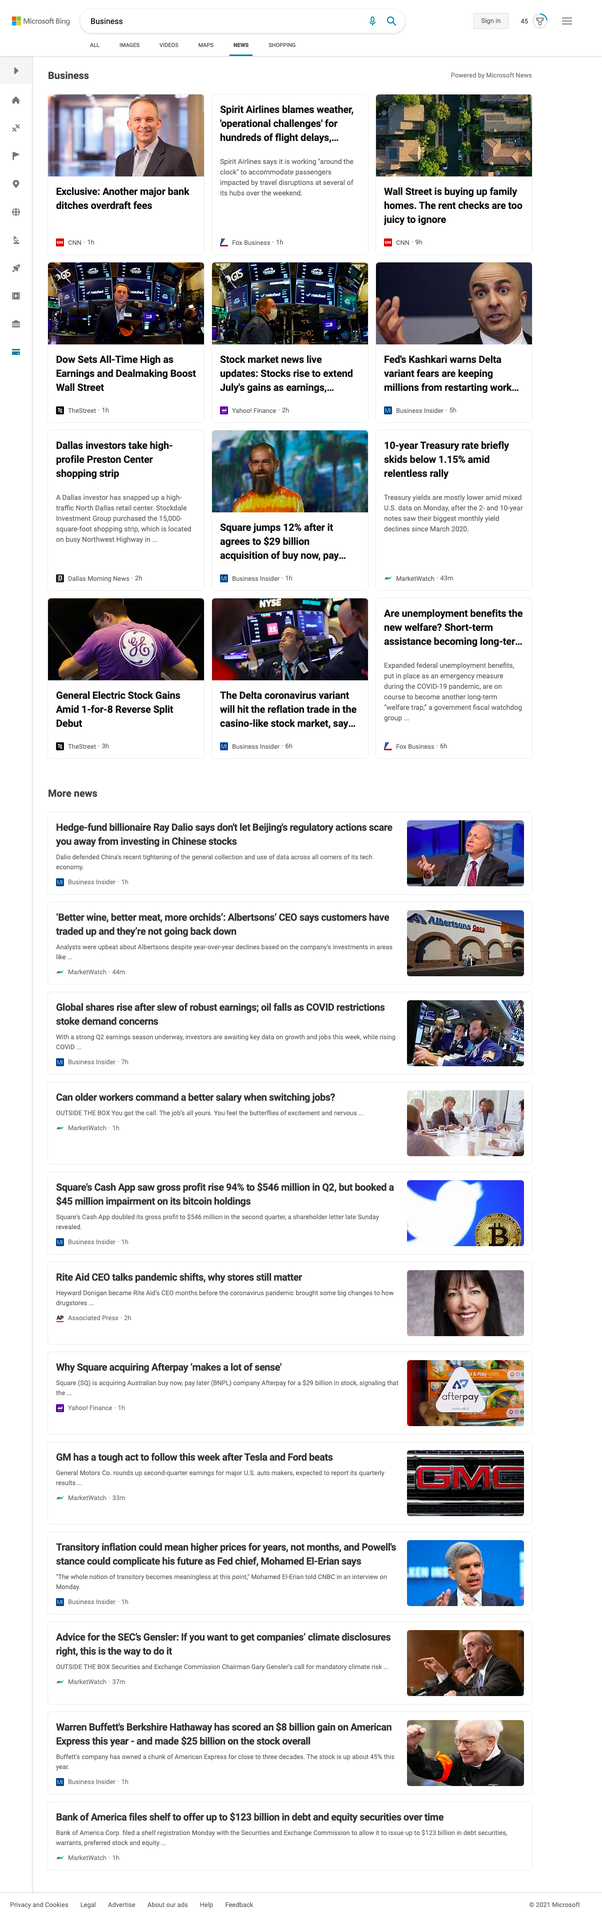 Microsoft Bing
Business
Sign in
45
ALL IMAGES VIDEOS MAPS NEWS SHOPPING
Business
Powered by Microsoft News
Exclusive: Another major bank
ditches overdraft fees
CNN · 1h
Spirit Airlines blames weather,
'operational challenges' for
hundreds of flight delays,...
Spirit Airlines says it is working "around the
clock" to accommodate passengers
impacted by travel disruptions at several of
its hubs over the weekend.
Fox Business · 1h
Wall Street is buying up family
homes. The rent checks are too
juicy to ignore
CNN · 9h
Dow Sets All-Time High as
Earnings and Dealmaking Boost
Wall Street
TheStreet · 1h
Stock market news live
updates: Stocks rise to extend
July's gains as earnings,...
Yahoo! Finance · 2h
Fed's Kashkari warns Delta
variant fears are keeping
millions from restarting work...
Business Insider · 5h
Dallas investors take high-
profile Preston Center
shopping strip
A Dallas investor has snapped up a high-
traffic North Dallas retail center. Stockdale
Investment Group purchased the 15,000-
square-foot shopping strip, which is located
on busy Northwest Highway in ...
Dallas Morning News · 2h
Square jumps 12% after it
agrees to $29 billion
acquisition of buy now, pay...
Business Insider · 1h
10-year Treasury rate briefly
skids below 1.15% amid
relentless rally
Treasury yields are mostly lower amid mixed
U.S. data on Monday, after the 2- and 10-year
notes saw their biggest monthly yield
declines since March 2020.
MarketWatch · 43m
General Electric Stock Gains
Amid 1-for-8 Reverse Split
Debut
TheStreet · 3h
NYSE
The Delta coronavirus variant
will hit the reflation trade in the
casino-like stock market, say...
Business Insider · 6h
Are unemployment benefits the
new welfare? Short-term
assistance becoming long-ter...
Expanded federal unemployment benefits,
put in place as an emergency measure
during the COVID-19 pandemic, are on
course to become another long-term
"welfare trap," a government fiscal watchdog
group ...
Fox Business · 6h
More news
Hedge-fund billionaire Ray Dalio says don't let Beijing's regulatory actions scare
you away from investing in Chinese stocks
Dalio defended China's recent tightening of the general collection and use of data across all corners of its tech
economy.
Business Insider · 1h
'Better wine, better meat, more orchids': Albertsons' CEO says customers have
traded up and they're not going back down
Analysts were upbeat about Albertsons despite year-over-year declines based on the company's investments in areas
like ...
MarketWatch · 44m
Albertsons
Global shares rise after slew of robust earnings; oil falls as COVID restrictions
stoke demand concerns
With a strong Q2 earnings season underway, investors are awaiting key data on growth and jobs this week, while rising
COVID ...
Business Insider · 7h
Can older workers command a better salary when switching jobs?
OUTSIDE THE BOX You got the call. The job's all yours. You feel the butterflies of excitement and nervous ...
MarketWatch · 1h
Square's Cash App saw gross profit rise 94% to $546 million in Q2, but booked a
$45 million impairment on its bitcoin holdings
Square's Cash App doubled its gross profit to $546 million in the second quarter, a shareholder letter late Sunday
revealed.
Business Insider · 1h
Rite Aid CEO talks pandemic shifts, why stores still matter
Heyward Donigan became Rite Aid's CEO months before the coronavirus pandemic brought some big changes to how
drugstores ...
AP Associated Press · 2h
Why Square acquiring Afterpay 'makes a lot of sense'
Square (SQ) is acquiring Australian buy now, pay later (BNPL) company Afterpay for a $29 billion in stock, signaling that
the ...
Yahoo! Finance · 1h
afterpay
GM has a tough act to follow this week after Tesla and Ford beats
General Motors Co. rounds up second-quarter earnings for major U.S. auto makers, expected to report its quarterly
results ...
MarketWatch · 33m
GMC
Transitory inflation could mean higher prices for years, not months, and Powell's
stance could complicate his future as Fed chief, Mohamed El-Erian says
"The whole notion of transitory becomes meaningless at this point," Mohamed El-Erian told CNBC in an interview on
Monday.
Business Insider · 1h
Advice for the SEC's Gensler: If you want to get companies' climate disclosures
right, this is the way to do it
OUTSIDE THE BOX Securities and Exchange Commission Chairman Gary Gensler's call for mandatory climate risk ...
MarketWatch · 37m
Warren Buffett's Berkshire Hathaway has scored an $8 billion gain on American
Express this year - and made $25 billion on the stock overall
Buffett's company has owned a chunk of American Express for close to three decades. The stock is up about 45% this
year.
Business Insider · 1h
Bank of America files shelf to offer up to $123 billion in debt and equity securities over time
Bank of America Corp. filed a shelf registration Monday with the Securities and Exchange Commission to allow it to issue up to $123 billion in debt securities,
warrants, preferred stock and equity ...
MarketWatch · 1h
Privacy and Cookies Legal Advertise About our ads Help Feedback
© 2021 Microsoft